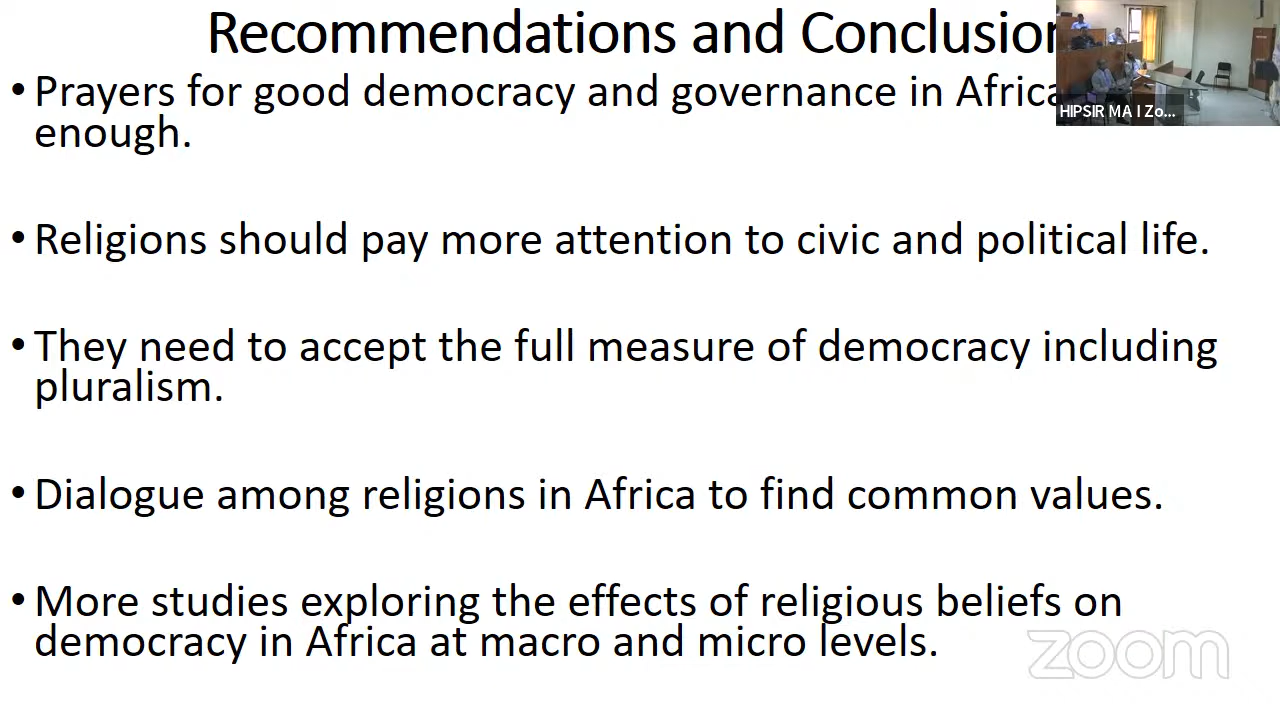 Recommendations and Conclusion
• Prayers for good democracy and governance in Africa
enough.
• Religions should pay more attention to civic and political life.
• They need to accept the full measure of democracy including
pluralism.
• Dialogue among religions in Africa to find common values.
• More studies exploring the effects of religious beliefs on
democracy in Africa at macro and micro levels.
HIPSIR MA I Zo...
zoom